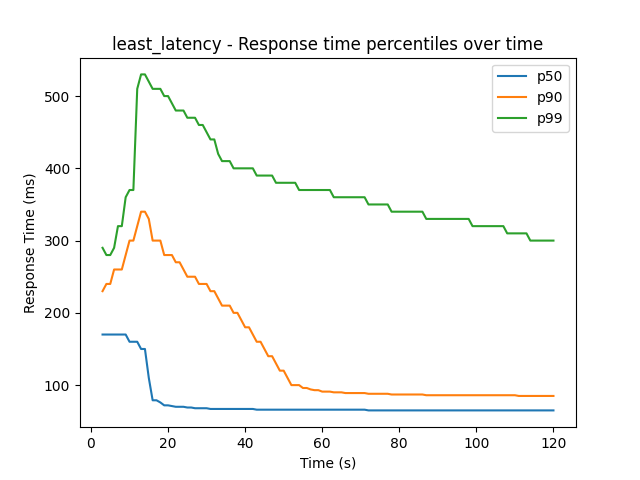 least_latency - Response time percentiles over time
p50
p90
p99
Response Time (ms)
500
400
300
200
100
0 20 40 60 80 100 120
Time (s)